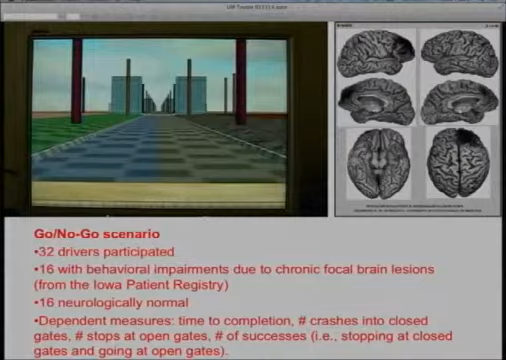 Go/No-Go scenario
•32 drivers participated
•16 with behavioral impairments due to chronic focal brain lesions
(from the Iowa Patient Registry)
•16 neurologically normal
•Dependent measures: time to completion, # crashes into closed
gates, # stops at open gates, # of successes (i.e., stopping at closed
gates and going at open gates).